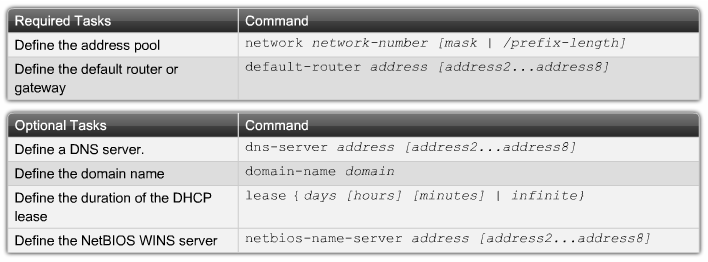 Required Tasks Command
Define the address pool network network-number [mask | /prefix-length]
Define the default router or default-router address [address2...address8]
gateway
Optional Tasks Command
Define a DNS server. dns-server address [address2...address8]
Define the domain name domain-name domain
Define the duration of the DHCP lease { days [hours] [minutes] | infinite}
lease
Define the NetBIOS WINS server netbios-name-server address [address2...address8]